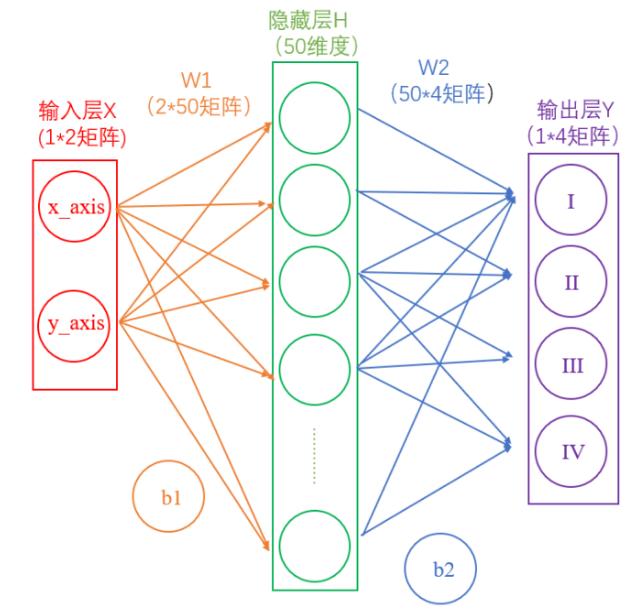 隐藏层H
（50维度）
W1
（2*50矩阵）
W2
（50*4矩阵）
输入层X
(1*2矩阵)
输出层Y
（1*4矩阵）
x_axis
y_axis
I
II
III
IV
b1
b2